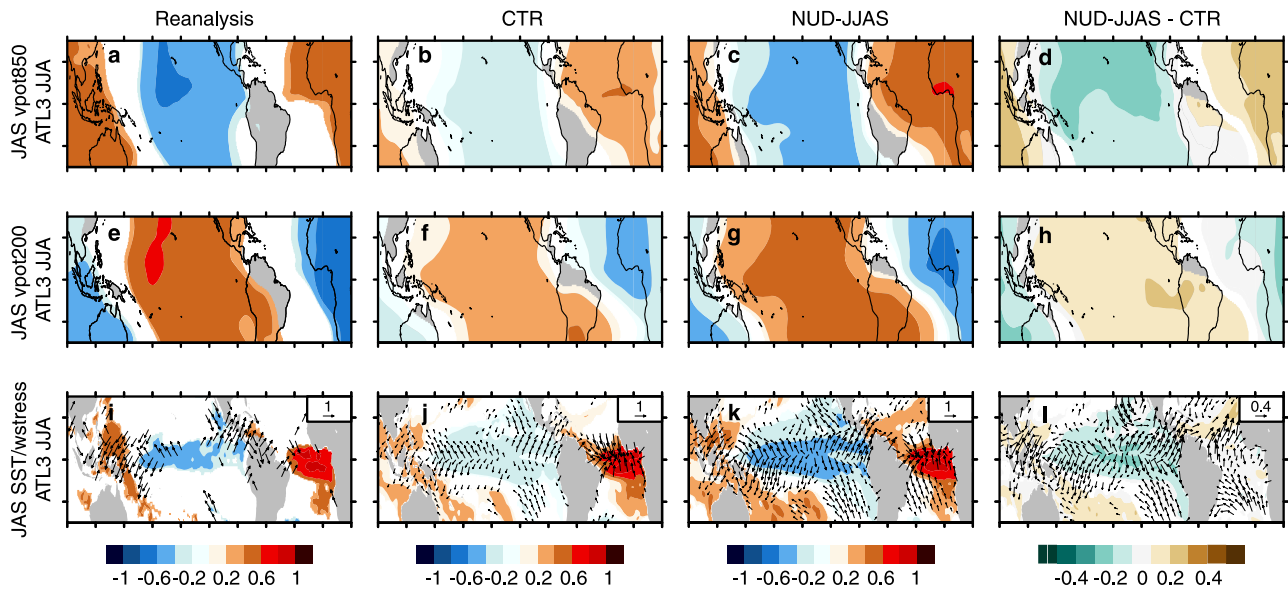 Reanalysis CTR NUD-JJAS NUD-JJAS - CTR
JAS vpot850
ATL3 JJA
a b c d
JAS vpot200
ATL3 JJA
e f g h
JAS SST/wstress
ATL3 JJA
i 1 j 1 k 1 l 0.4
-1 -0.6 -0.2 0.2 0.6 1 -1 -0.6 -0.2 0.2 0.6 1 -1 -0.6 -0.2 0.2 0.6 1 -0.4 -0.2 0 0.2 0.4